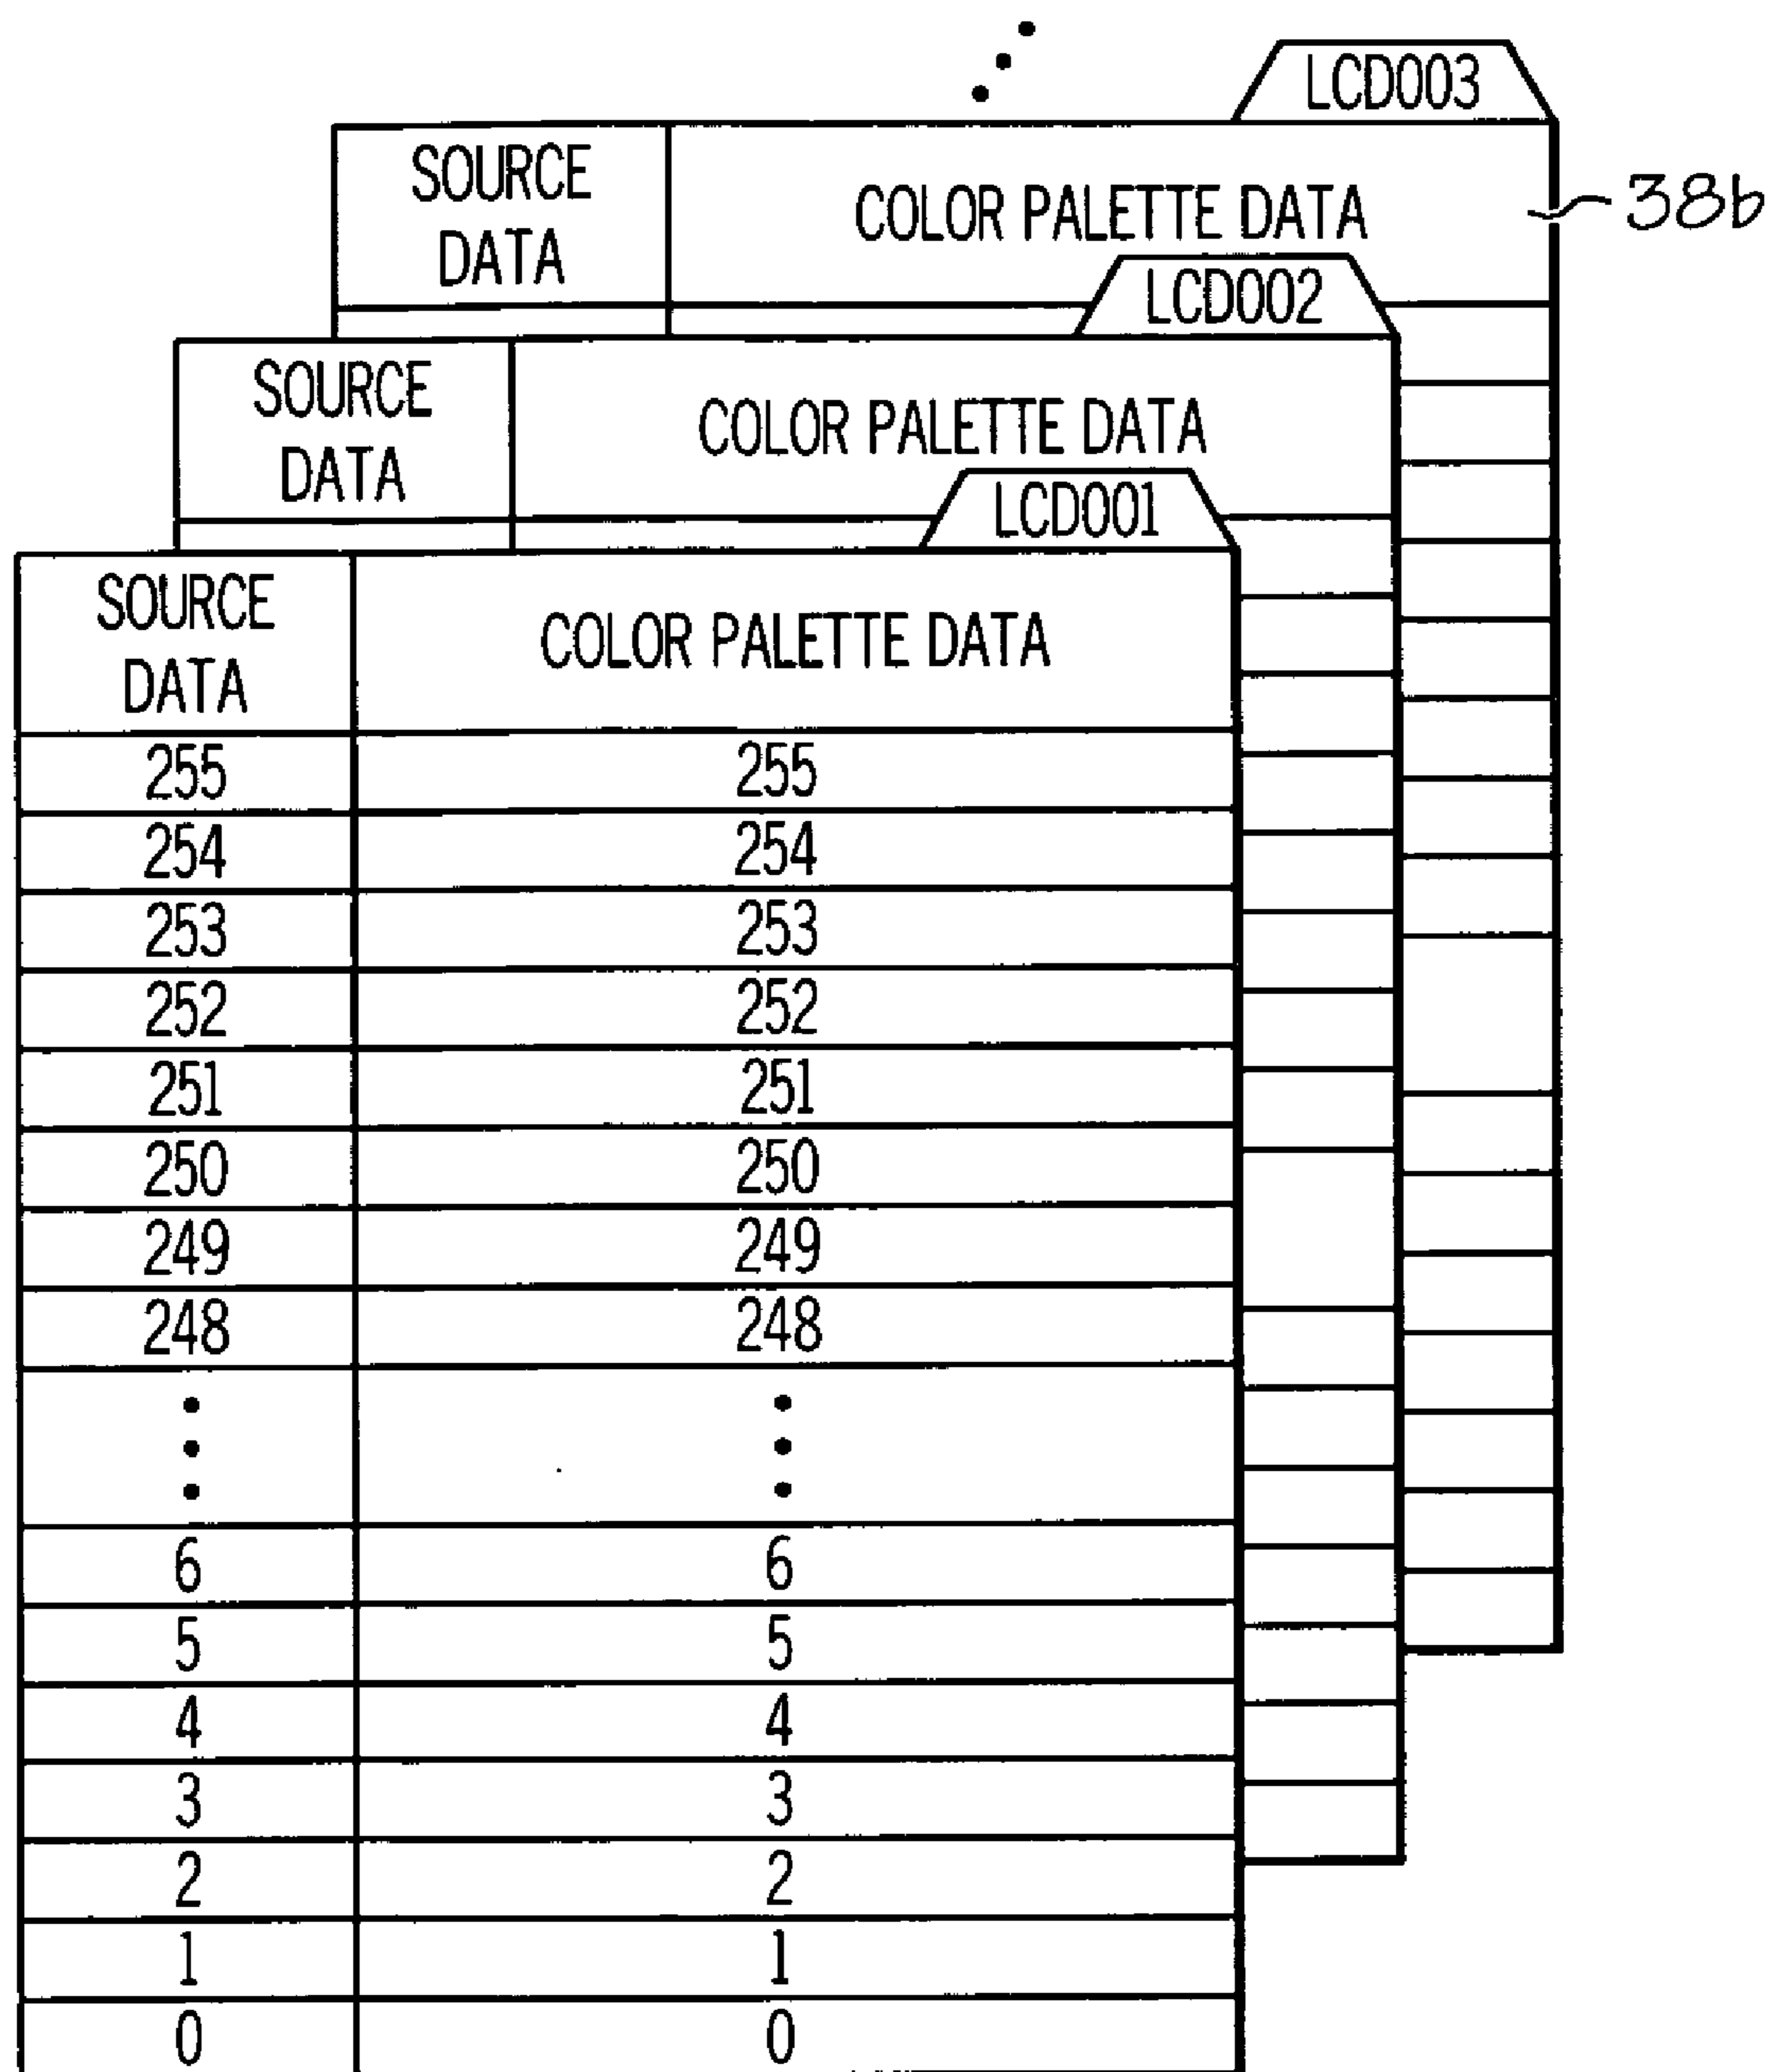 LCD003
SOURCE DATA COLOR PALETTE DATA
38b
LCD002
SOURCE DATA COLOR PALETTE DATA
LCD001
SOURCE DATA COLOR PALETTE DATA
255 255
254 254
253 253
252 252
251 251
250 250
249 249
248 248
6 6
5 5
4 4
3 3
2 2
1 1
0 0